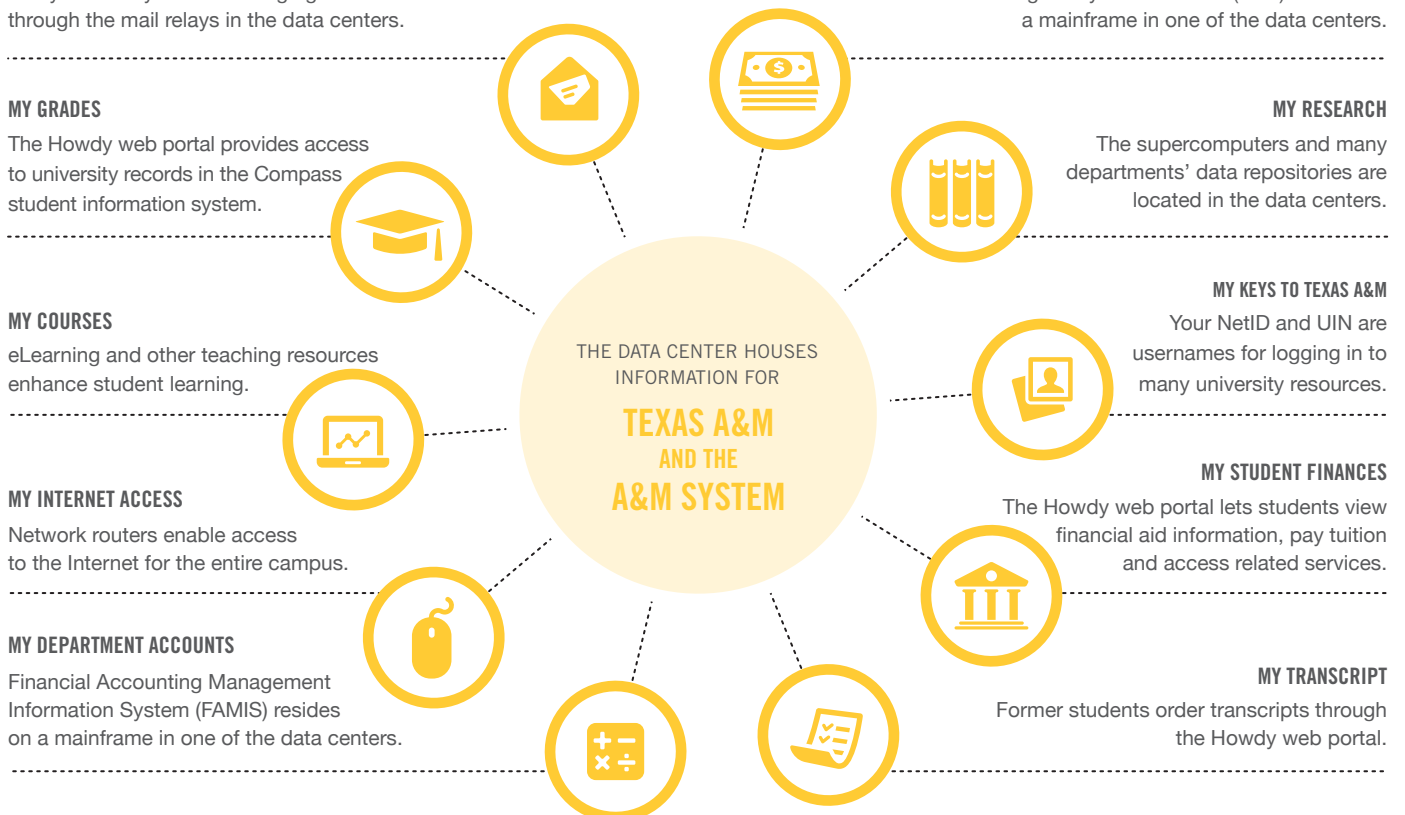 through the mail relays in the data centers.
MY GRADES
The Howdy web portal provides access
to university records in the Compass
student information system.
MY COURSES
eLearning and other teaching resources
enhance student learning.
MY INTERNET ACCESS
Network routers enable access
to the Internet for the entire campus.
MY DEPARTMENT ACCOUNTS
Financial Accounting Management
Information System (FAMIS) resides
on a mainframe in one of the data centers.
THE DATA CENTER HOUSES
INFORMATION FOR
TEXAS A&M
AND THE
A&M SYSTEM
a mainframe in one of the data centers.
MY RESEARCH
The supercomputers and many
departments’ data repositories are
located in the data centers.
MY KEYS TO TEXAS A&M
Your NetID and UIN are
usernames for logging in to
many university resources.
MY STUDENT FINANCES
The Howdy web portal lets students view
financial aid information, pay tuition
and access related services.
MY TRANSCRIPT
Former students order transcripts through
the Howdy web portal.